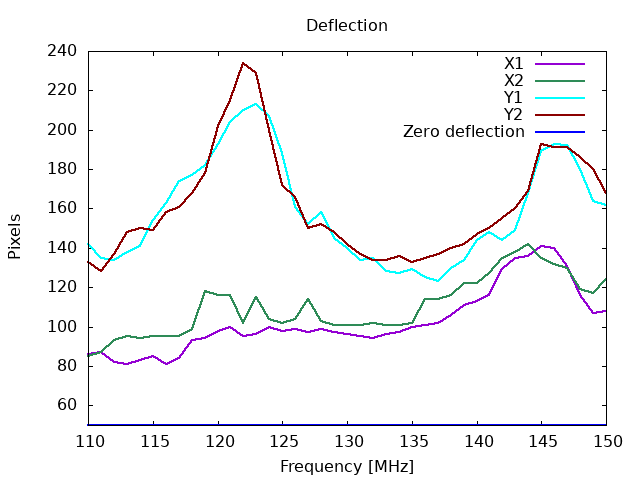 Deflection
Pixels
240
220
200
180
160
140
120
100
80
60
X1
X2
Y1
Y2
Zero deflection
110 115 120 125 130 135 140 145 150
Frequency [MHz]